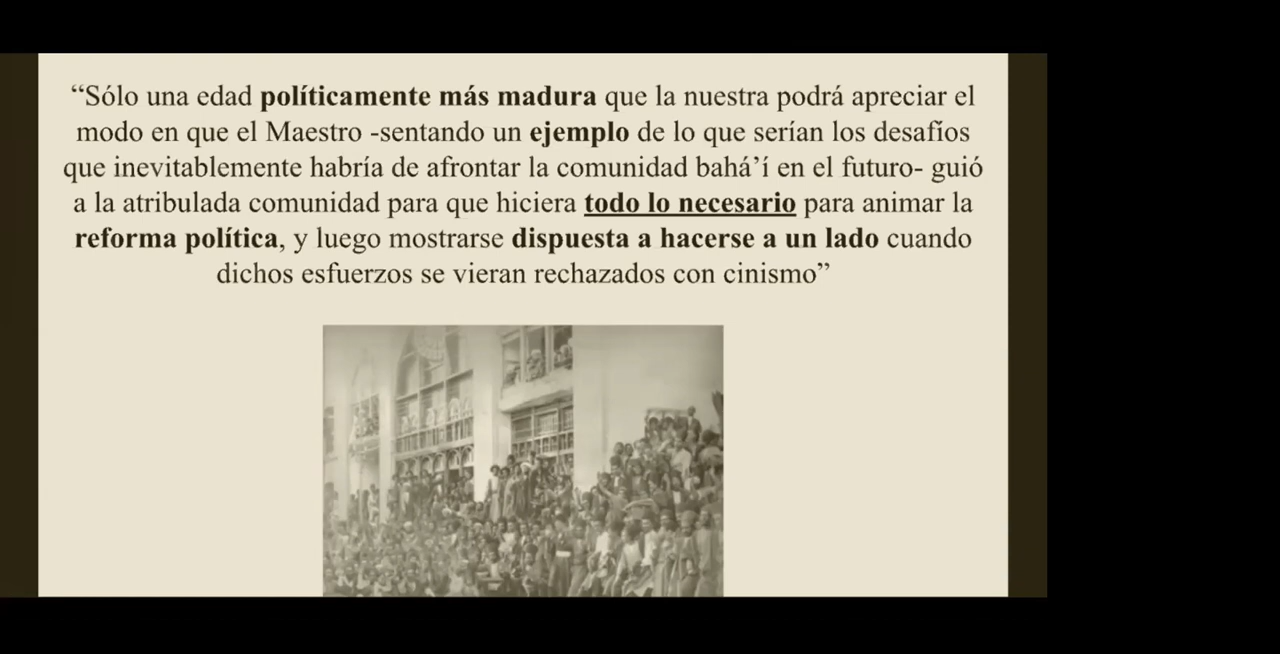 “Sólo una edad políticamente más madura que la nuestra podrá apreciar el
modo en que el Maestro -sentando un ejemplo de lo que serían los desafíos
que inevitablemente habría de afrontar la comunidad bahá’í en el futuro- guió
a la atribulada comunidad para que hiciera todo lo necesario para animar la
reforma política, y luego mostrarse dispuesta a hacerse a un lado cuando
dichos esfuerzos se vieran rechazados con cinismo”